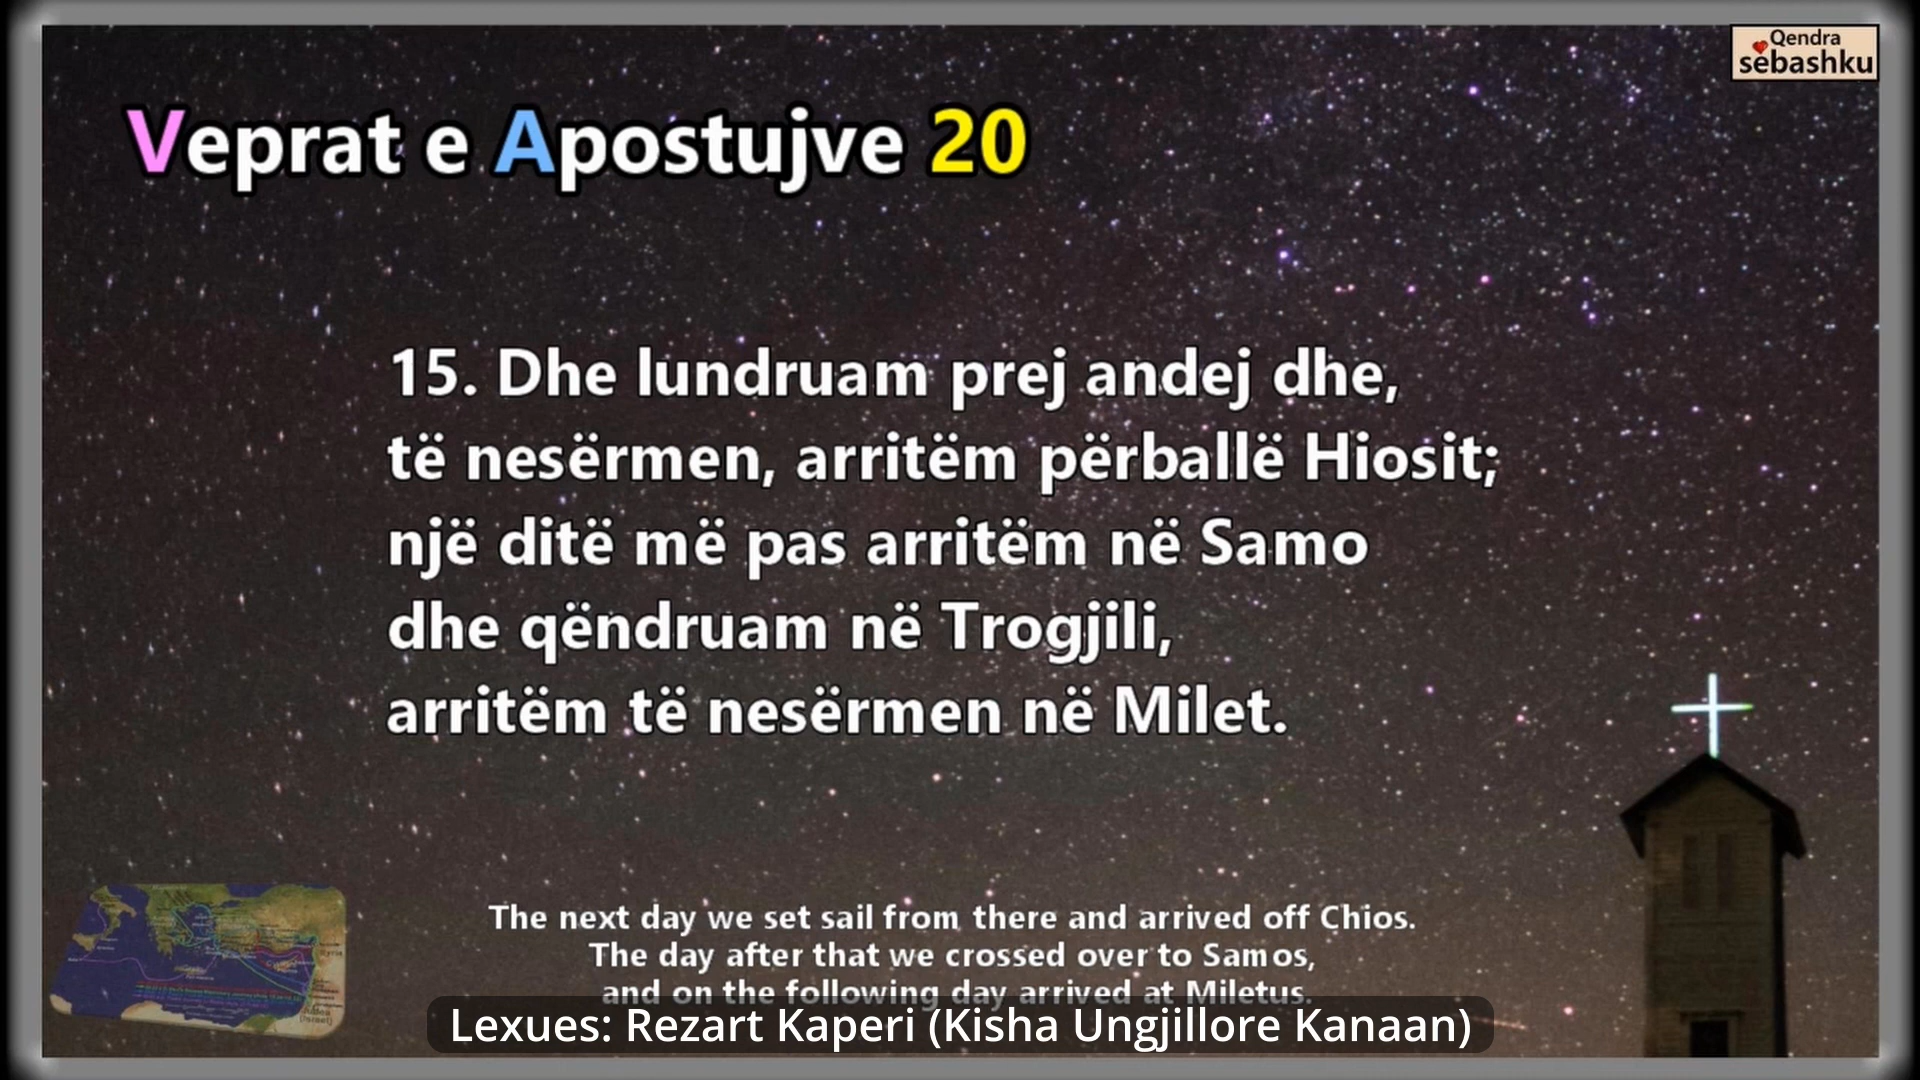 Qendra
sëbashku
Veprat e Apostujve 20
15. Dhe lundruam prej andej dhe,
të nesërmen, arritëm përballë Hiosit;
një ditë më pas arritëm në Samo
dhe qëndruam në Trogjili,
arritëm të nesërmen në Milet.
The next day we set sail from there and arrived off Chios.
The day after that we crossed over to Samos,
and on the following day arrived at Miletus.
Lexues: Rezart Kaperi (Kisha Ungjillore Kanaan)